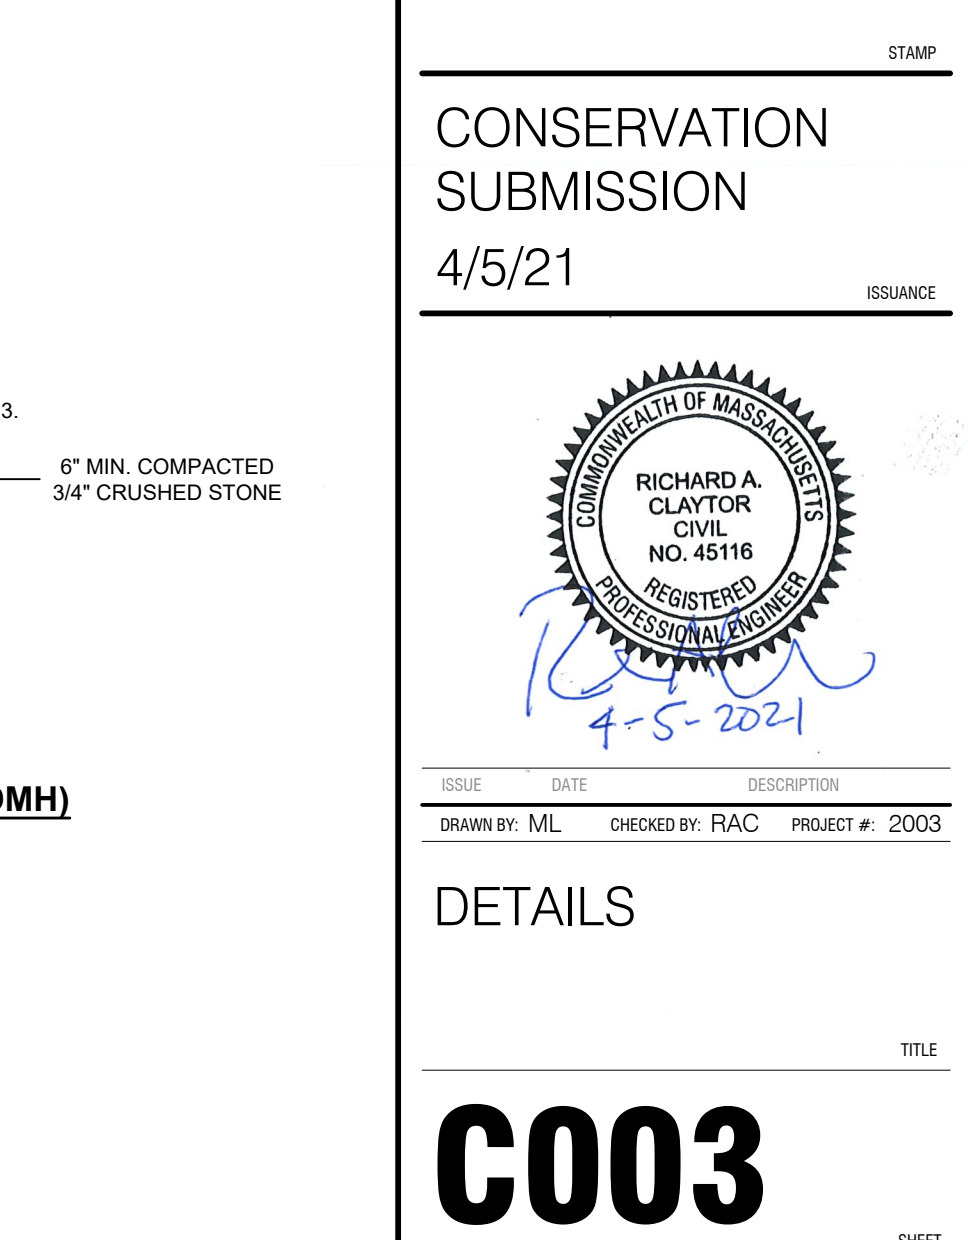 STAMP
CONSERVATION
SUBMISSION
4/5/21
ISSUANCE
3.
6" MIN. COMPACTED
3/4" CRUSHED STONE
COMMONWEALTH OF MASSACHUSETTS
RICHARD A.
CLAYTOR
CIVIL
NO. 45116
REGISTERED
PROFESSIONAL ENGINEER
4-5-2021
ISSUE DATE DESCRIPTION
MH)
DRAWN BY: ML CHECKED BY: RAC PROJECT #: 2003
DETAILS
TITLE
C003
SHEET